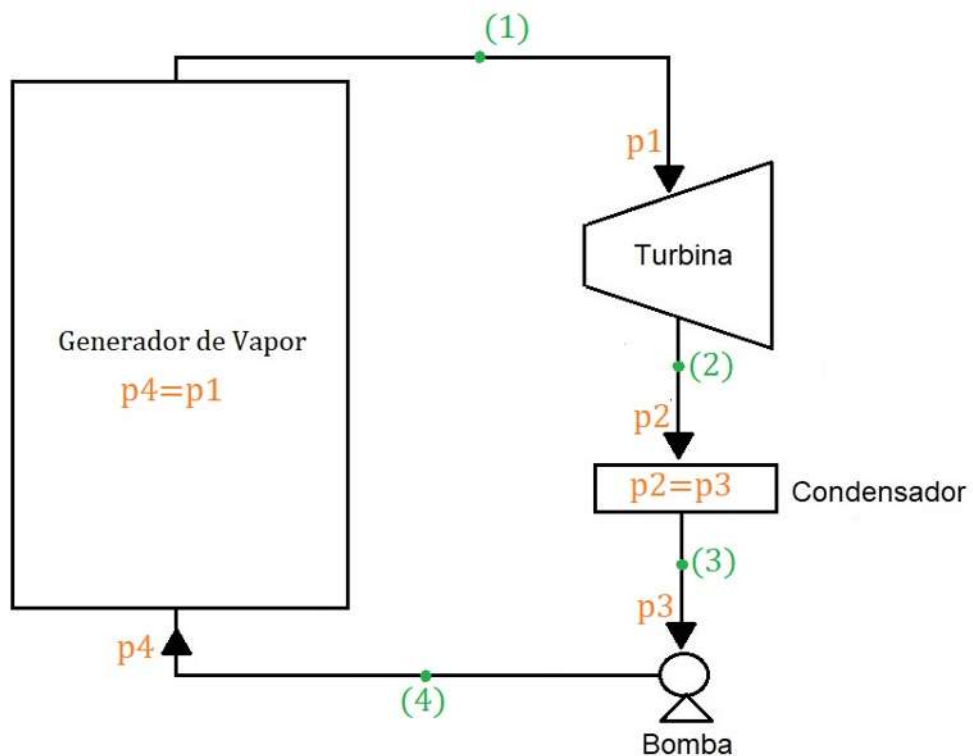 (1)
p1
Turbina
Generador de Vapor
p4=p1
(2)
p2
p2=p3
Condensador
(3)
p3
p4
(4)
Bomba